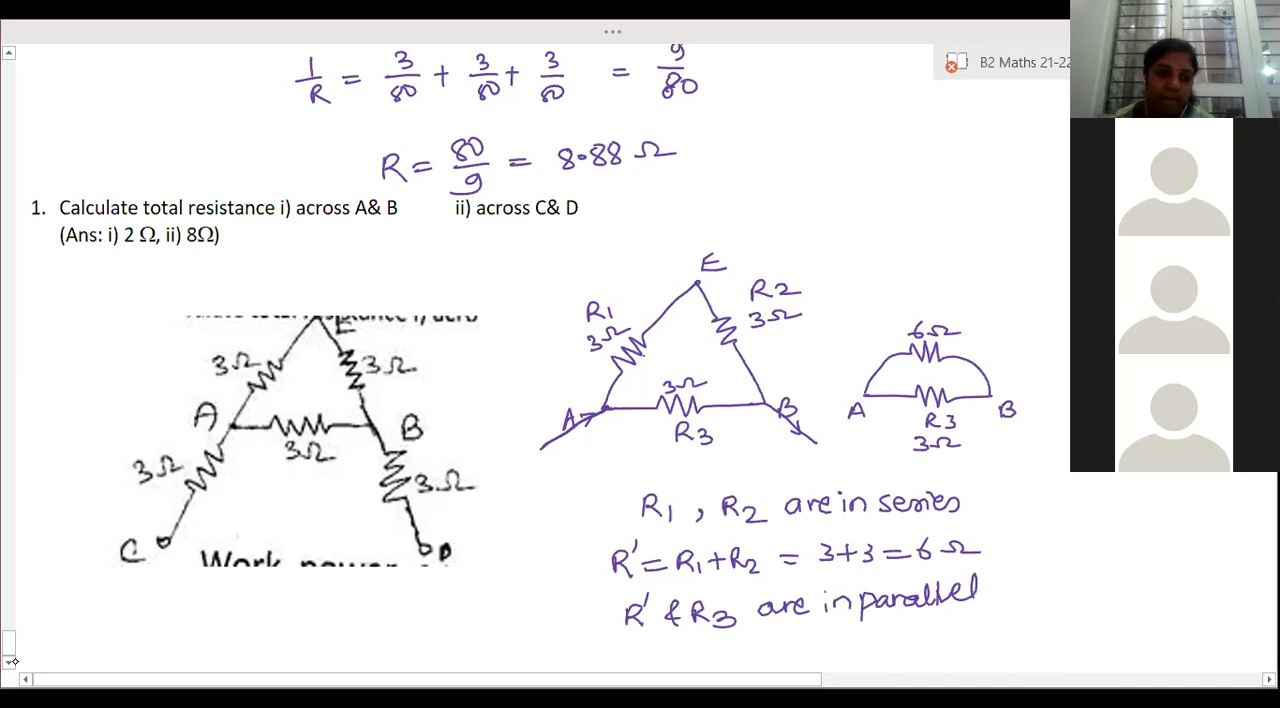 1/R = 3/80 + 3/80 + 3/80 = 9/80
B2 Maths 21-22
R = 80/9 = 8.88 Ω
1. Calculate total resistance i) across A& B ii) across C& D
(Ans: i) 2 Ω, ii) 8Ω)
E
3Ω
3Ω
A
B
3Ω
3Ω
3Ω
C
D
Work power
E
R1
3Ω
R2
3Ω
3Ω
A
B
R3
6Ω
A
B
R3
3Ω
R1 , R2 are in series
R' = R1+R2 = 3+3 = 6 Ω
R' & R3 are in parallel